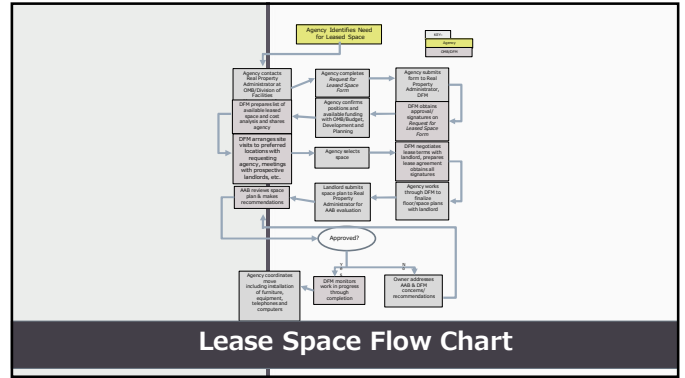 Agency Identifies Need
for Leased Space
KEY:
Agency
OMB/DFM
Agency contacts
Real Property
Administrator at
OMB/Division of
Facilities
Agency completes
Request for
Leased Space
Form
Agency submits
form to Real
Property
Administrator,
DFM
DFM prepares list of
available leased
space and cost
analysis and shares
agency
Agency confirms
positions and
available funding
with OMB/Budget,
Development and
Planning
DFM obtains
approval/
signatures on
Request for
Leased Space
Form
DFM arranges site
visits to preferred
locations with
requesting
agency, meetings
with prospective
landlords, etc.
Agency selects
space
DFM negotiates
lease terms with
landlord, prepares
lease agreement
obtains all
signatures
AAB reviews space
plan & makes
recommendations
Landlord submits
space plan to Real
Property
Administrator for
AAB evaluation
Agency works
through DFM to
finalize
floor/space plans
with landlord
Approved?
Agency coordinates
move
including installation
of furniture,
equipment,
telephones and
computers
DFM monitors
work in progress
through
completion
Owner addresses
AAB & DFM
concerns/
recommendations
Lease Space Flow Chart